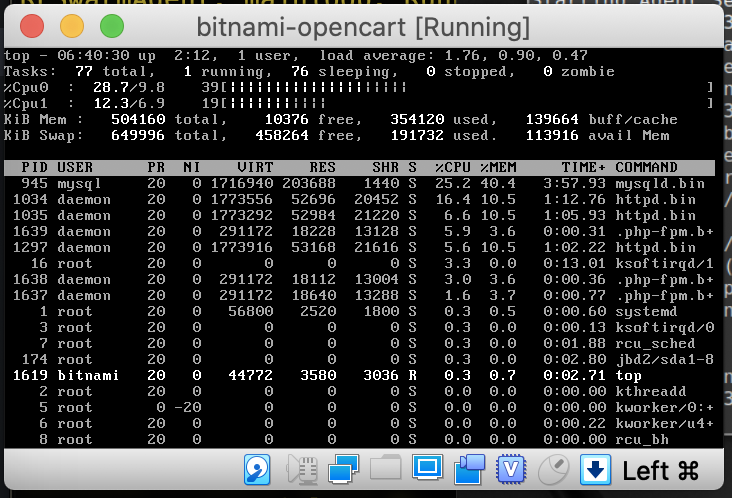 bitnami-opencart [Running]
top - 06:40:30 up  2:12,  1 user,  load average: 1.76, 0.90, 0.47
Tasks:  77 total,   1 running,  76 sleeping,   0 stopped,   0 zombie
%Cpu0  :  28.7/9.8    39[||||||||||||||||||||||| ]
%Cpu1  :  12.3/6.9    19[|||||||||||| ]
KiB Mem :   504160 total,    10376 free,   354120 used,   139664 buff/cache
KiB Swap:   649996 total,   458264 free,   191732 used.   113916 avail Mem
PID USER      PR  NI    VIRT    RES    SHR S  %CPU %MEM     TIME+ COMMAND
945 mysql     20   0 1716940 203688   1440 S  25.2 40.4   3:57.93 mysqld.bin
1034 daemon    20   0 1773556  52696  20452 S  16.4 10.5   1:12.76 httpd.bin
1035 daemon    20   0 1773292  52984  21220 S   6.6 10.5   1:05.93 httpd.bin
1639 daemon    20   0  291172  18228  13128 S   5.9  3.6   0:00.31 .php-fpm.b+
1297 daemon    20   0 1773916  53168  21616 S   5.6 10.5   1:02.22 httpd.bin
16 root      20   0       0      0      0 S   3.3  0.0   0:13.01 ksoftirqd/1
1638 daemon    20   0  291172  18112  13004 S   3.0  3.6   0:00.36 .php-fpm.b+
1637 daemon    20   0  291172  18640  13288 S   1.6  3.7   0:00.77 .php-fpm.b+
1 root      20   0   56800   2520   1800 S   0.3  0.5   0:00.60 systemd
3 root      20   0       0      0      0 S   0.3  0.0   0:00.13 ksoftirqd/0
7 root      20   0       0      0      0 S   0.3  0.0   0:01.88 rcu_sched
174 root      20   0       0      0      0 S   0.3  0.0   0:02.80 jbd2/sda1-8
1619 bitnami   20   0   44772   3580   3036 R   0.3  0.7   0:02.71 top
2 root      20   0       0      0      0 S   0.0  0.0   0:00.00 kthreadd
5 root       0 -20       0      0      0 S   0.0  0.0   0:00.00 kworker/0:+
6 root      20   0       0      0      0 S   0.0  0.0   0:00.22 kworker/u4+
8 root      20   0       0      0      0 S   0.0  0.0   0:00.00 rcu_bh
Left ⌘